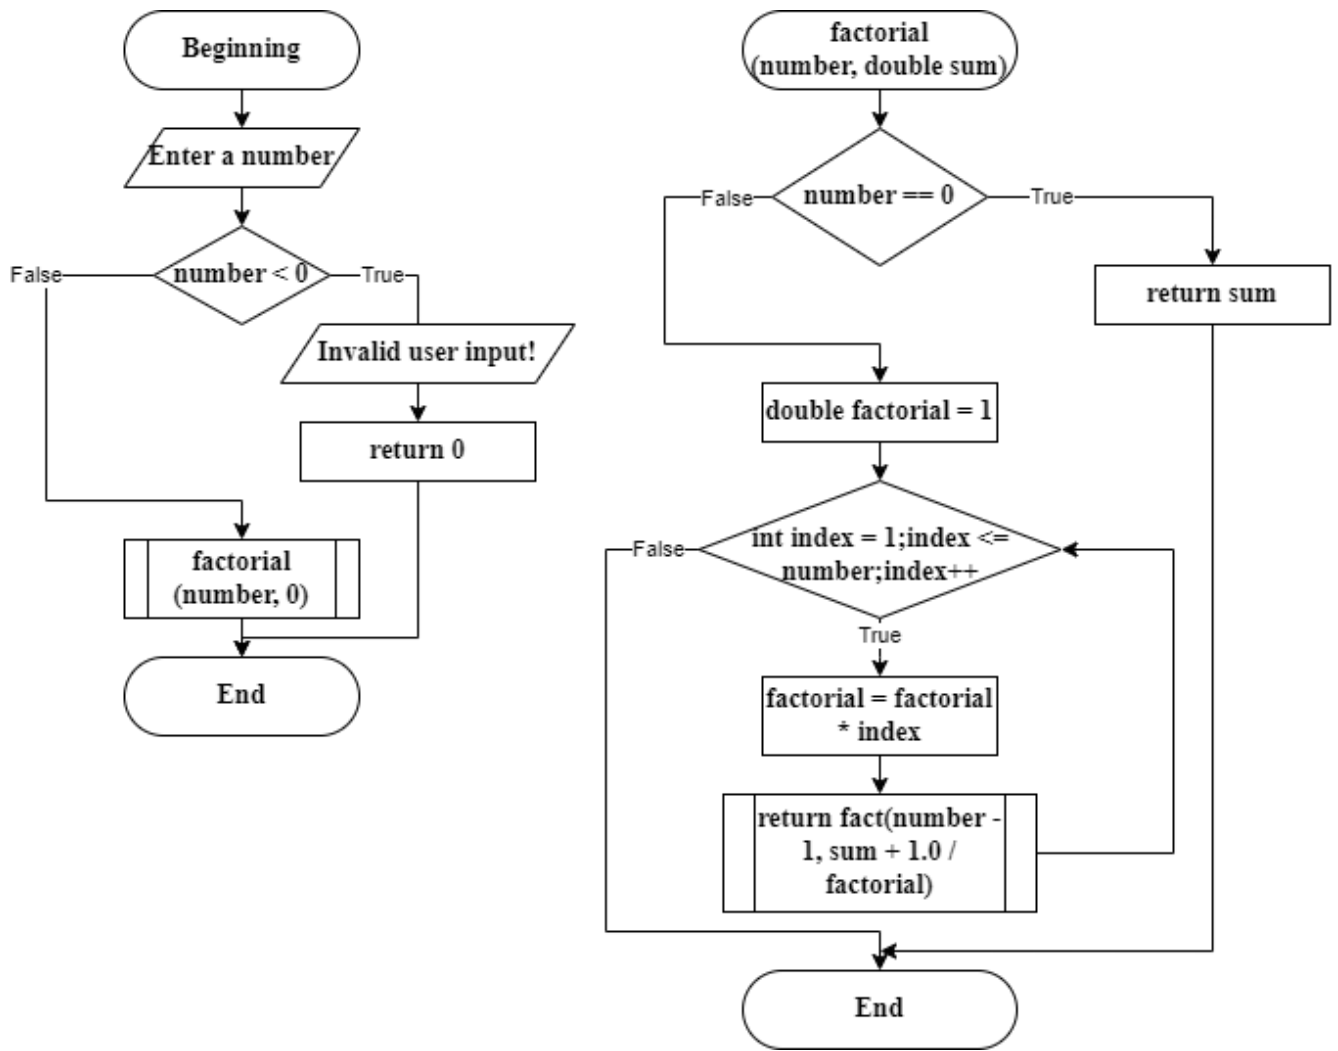 Beginning
Enter a number
number < 0
False
True
Invalid user input!
return 0
factorial
(number, 0)
End
factorial
(number, double sum)
number == 0
False
True
return sum
double factorial = 1
int index = 1;index <=
number;index++
False
True
factorial = factorial
* index
return fact(number -
1, sum + 1.0 /
factorial)
End